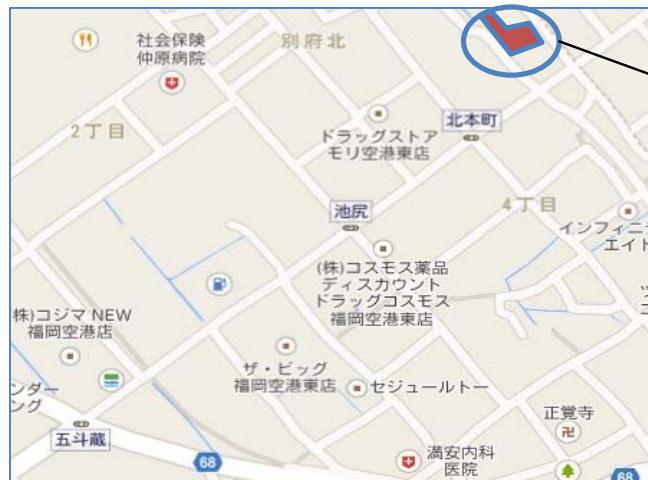 社会保険
仲原病院
別府北
2丁目
ドラッグストア
モリ空港東店
北本町
池尻
4丁目
インフィニ
エイト
(株)コスモス薬品
ディスカウント
ドラッグコスモス
福岡空港東店
株)コジマ NEW
福岡空港店
ザ・ビッグ
福岡空港東店
セジュールトー
ンダー
ング
五斗蔵
正覚寺
卍
満安内科
医院
68
68